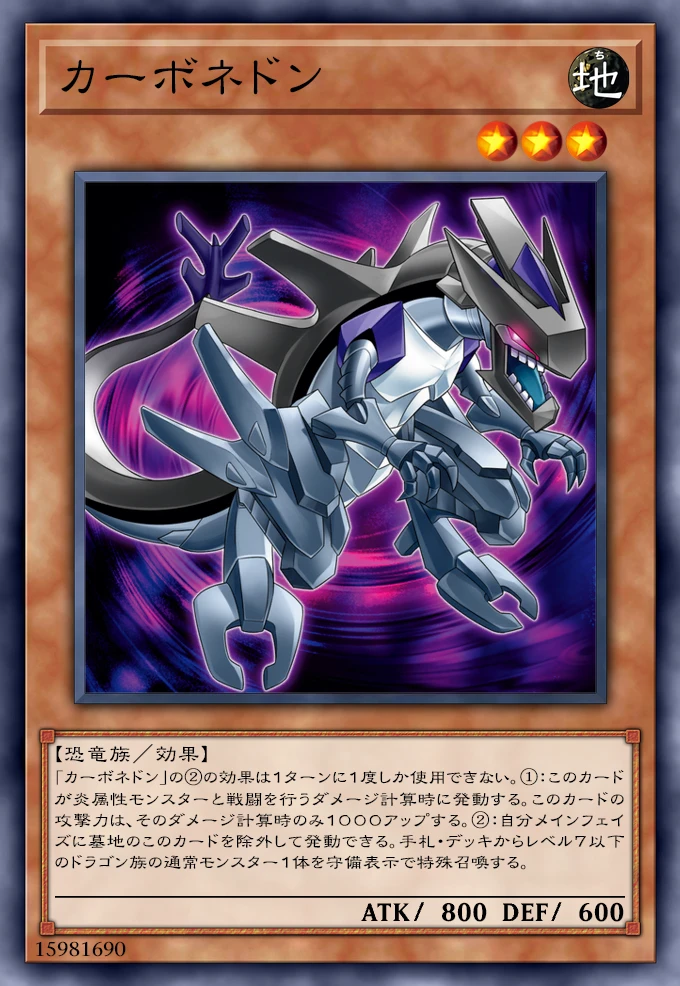 カーボネドン
ち
地
【恐竜族／効果】
「カーボネドン」の②の効果は1ターンに1度しか使用できない。①：このカード
が炎属性モンスターと戦闘を行うダメージ計算時に発動する。このカードの
攻撃力は、そのダメージ計算時のみ1000アップする。②：自分メインフェイ
ズに墓地のこのカードを除外して発動できる。手札・デッキからレベル7以下
のドラゴン族の通常モンスター1体を守備表示で特殊召喚する。
ATK/ 800 DEF/ 600
15981690